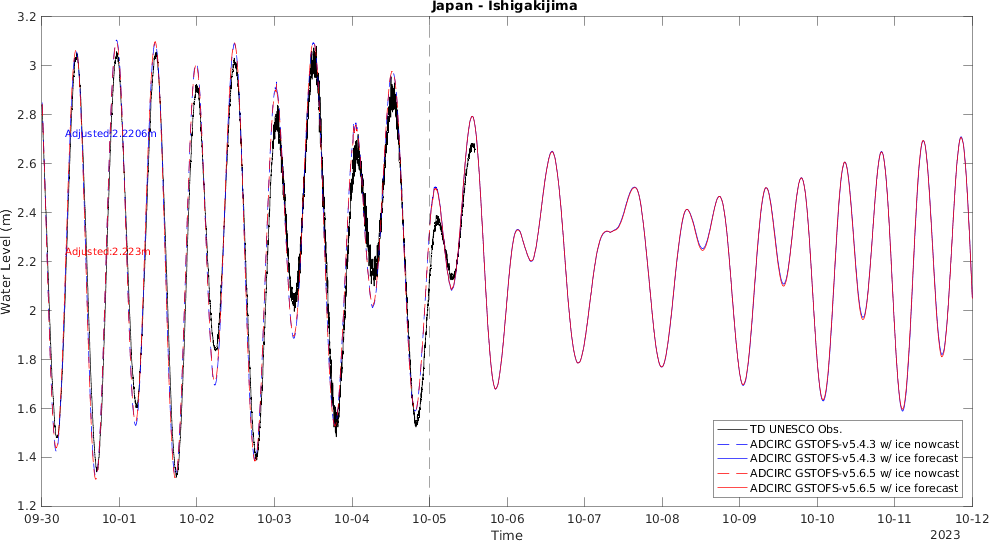 Japan - Ishigakijima
3.2
3
2.8
2.6
2.4
2.2
2
1.8
1.6
1.4
1.2
Water Level (m)
Adjusted:2.2206m
Adjusted:2.223m
TD UNESCO Obs.
ADCIRC GSTOFS-v5.4.3 w/ ice nowcast
ADCIRC GSTOFS-v5.4.3 w/ ice forecast
ADCIRC GSTOFS-v5.6.5 w/ ice nowcast
ADCIRC GSTOFS-v5.6.5 w/ ice forecast
09-30 10-01 10-02 10-03 10-04 10-05 10-06 10-07 10-08 10-09 10-10 10-11 10-12
Time
2023